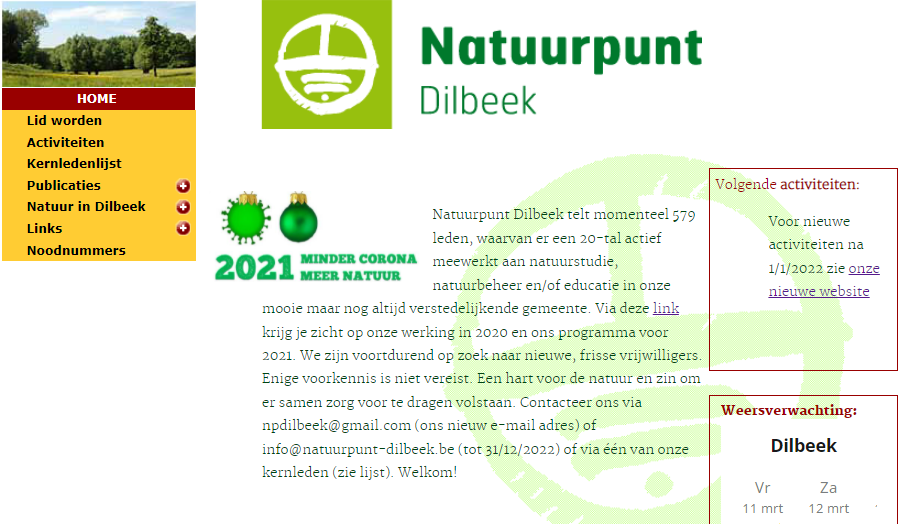 Natuurpunt
Dilbeek
HOME
Lid worden
Activiteiten
Kernledenlijst
Publicaties
Natuur in Dilbeek
Links
Noodnummers
2021 MINDER CORONA
MEER NATUUR
Natuurpunt Dilbeek telt momenteel 579
leden, waarvan er een 20-tal actief
meewerkt aan natuurstudie,
natuurbeheer en/of educatie in onze
mooie maar nog altijd verstedelijkende gemeente. Via deze link
krijg je zicht op onze werking in 2020 en ons programma voor
2021. We zijn voortdurend op zoek naar nieuwe, frisse vrijwilligers.
Enige voorkennis is niet vereist. Een hart voor de natuur en zin om
er samen zorg voor te dragen volstaan. Contacteer ons via
npdilbeek@gmail.com (ons nieuw e-mail adres) of
info@natuurpunt-dilbeek.be (tot 31/12/2022) of via één van onze
kernleden (zie lijst). Welkom!
Volgende activiteiten:
Voor nieuwe
activiteiten na
1/1/2022 zie onze
nieuwe website
Weersverwachting:
Dilbeek
Vr Za
11 mrt 12 mrt